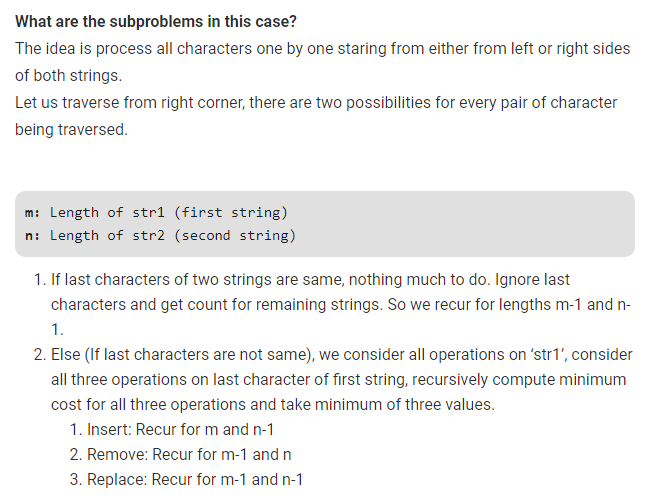 What are the subproblems in this case?
The idea is process all characters one by one staring from either from left or right sides
of both strings.
Let us traverse from right corner, there are two possibilities for every pair of character
being traversed.
m: Length of str1 (first string)
n: Length of str2 (second string)
1. If last characters of two strings are same, nothing much to do. Ignore last
characters and get count for remaining strings. So we recur for lengths m-1 and n-
1.
2. Else (If last characters are not same), we consider all operations on ‘str1’, consider
all three operations on last character of first string, recursively compute minimum
cost for all three operations and take minimum of three values.
1. Insert: Recur for m and n-1
2. Remove: Recur for m-1 and n
3. Replace: Recur for m-1 and n-1